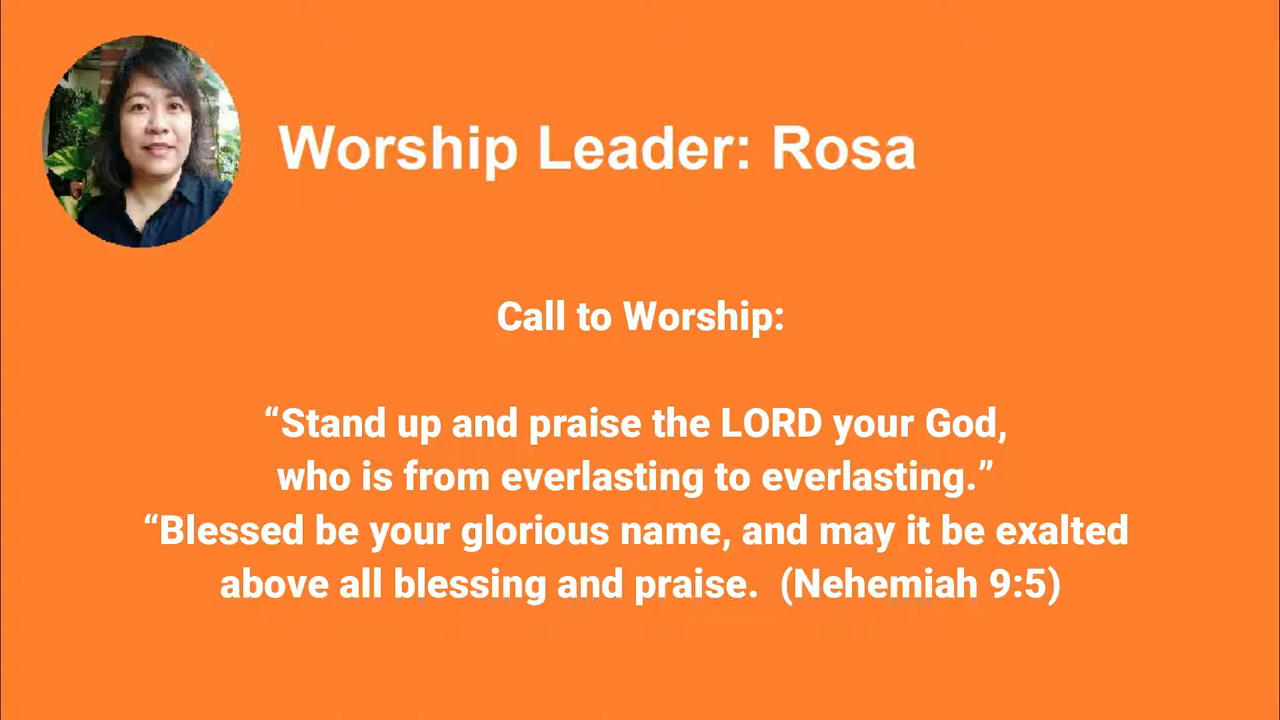 Worship Leader: Rosa
Call to Worship:
“Stand up and praise the LORD your God,
who is from everlasting to everlasting.”
“Blessed be your glorious name, and may it be exalted
above all blessing and praise.  (Nehemiah 9:5)